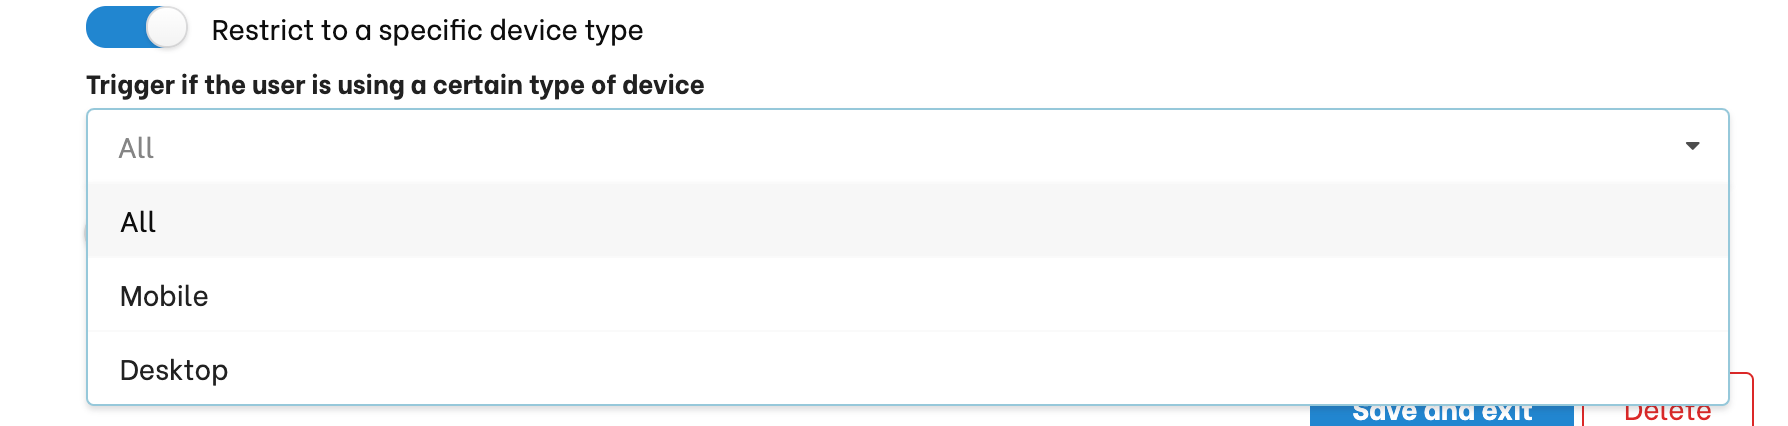 Restrict to a specific device type
Trigger if the user is using a certain type of device
All
All
Mobile
Desktop
Save and exit
Delete